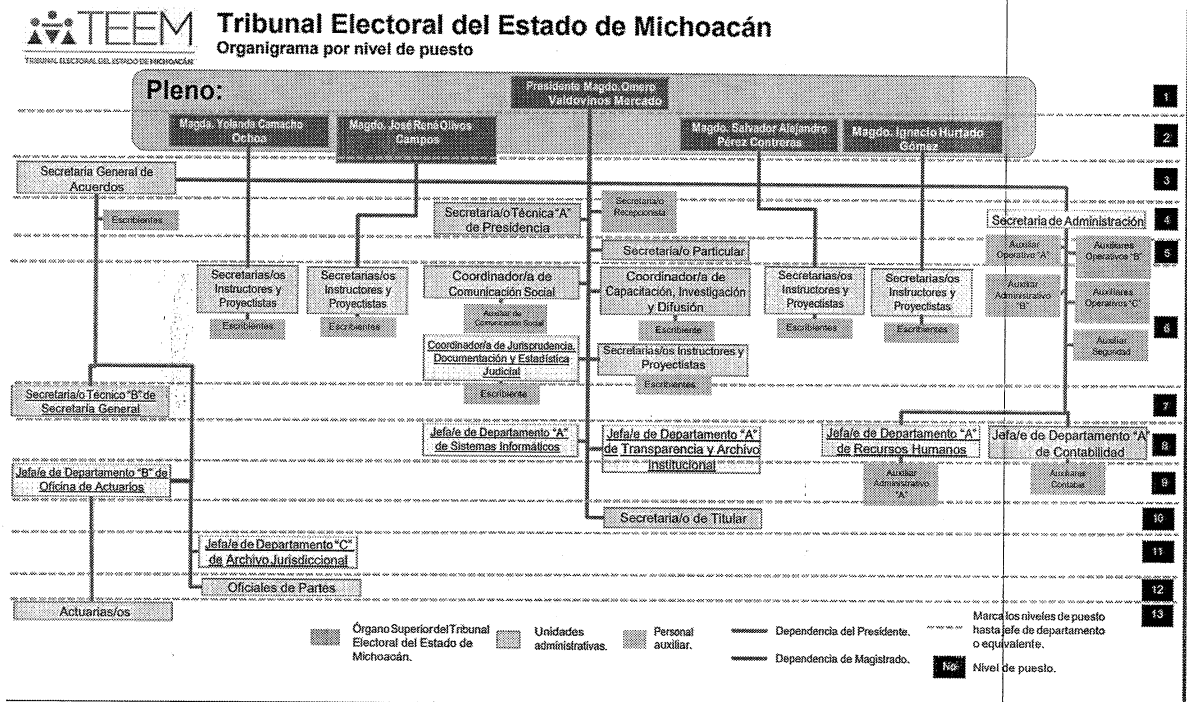 TEEM
TRIBUNAL ELECTORAL DEL ESTADO DE MICHOACÁN
Tribunal Electoral del Estado de Michoacán
Organigrama por nivel de puesto
Pleno:
Presidente Magdo. Omero
Valdovinos Mercado
1
Magda. Yolanda Camacho
Ochoa
Magdo. José René Olivos
Campos
Magdo. Salvador Alejandro
Pérez Contreras
Magdo. Ignacio Hurtado
Gómez
2
Secretaría General de
Acuerdos
3
Escribientes
Secretaria/o Técnica "A"
de Presidencia
Secretaria/o
Recepcionista
Secretaria de Administración
4
Secretaria/o Particular
Auxiliar
Operativo "A"
Auxiliares
Operativos "B"
5
Secretarias/os
Instructores y
Proyectistas
Secretarias/os
Instructores y
Proyectistas
Coordinador/a de
Comunicación Social
Coordinador/a de
Capacitación, Investigación
y Difusión
Secretarias/os
Instructores y
Proyectistas
Secretarias/os
Instructores y
Proyectistas
Auxiliar
Administrativo
"B"
Auxiliares
Operativos "C"
Escribientes
Escribientes
Auxiliar de
Comunicación Social
Escribiente
Escribientes
Escribientes
6
Coordinador/a de Jurisprudencia,
Documentación y Estadística
Judicial
Secretarias/os Instructores y
Proyectistas
Auxiliar
Seguridad
Escribiente
Escribientes
Secretaria/o Técnico "B" de
Secretaría General
7
Jefa/e de Departamento "A"
de Sistemas Informáticos
Jefa/e de Departamento "A"
de Transparencia y Archivo
Institucional
Jefa/e de Departamento "A"
de Recursos Humanos
Jefa/e de Departamento "A"
de Contabilidad
8
Jefa/e de Departamento "B" de
Oficina de Actuarios
Auxiliar
Administrativo
"A"
Auxiliares
Contable
9
Secretaria/o de Titular
10
Jefa/e de Departamento "C"
de Archivo Jurisdiccional
11
Oficiales de Partes
12
Actuarias/os
13
Órgano Superior del Tribunal
Electoral del Estado de
Michoacán.
Unidades
administrativas.
Personal
auxiliar.
Dependencia del Presidente.
Dependencia de Magistrado.
Marca los niveles de puesto
hasta jefe de departamento
o equivalente.
No
Nivel de puesto.